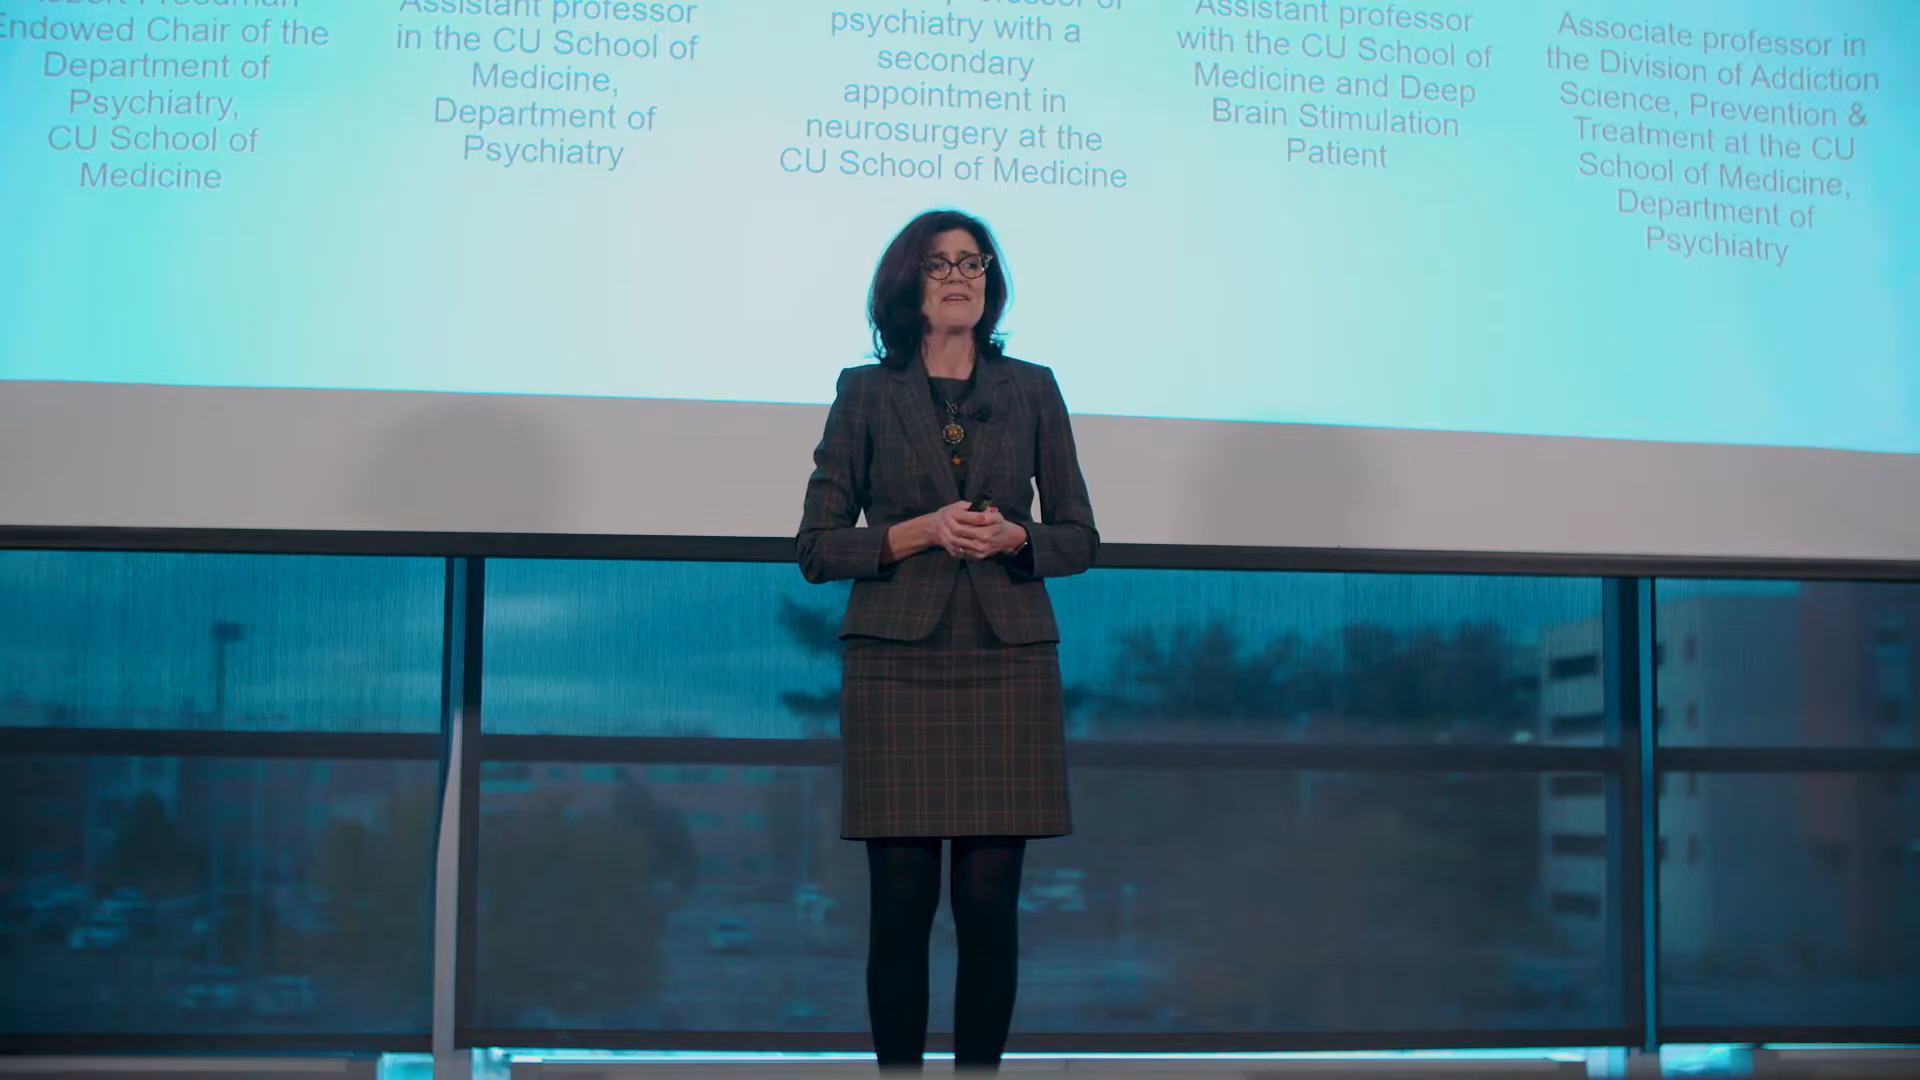 Robert Freedman
Endowed Chair of the
Department of
Psychiatry,
CU School of
Medicine
Assistant professor
in the CU School of
Medicine,
Department of
Psychiatry
psychiatry with a
secondary
appointment in
neurosurgery at the
CU School of Medicine
Assistant professor
with the CU School of
Medicine and Deep
Brain Stimulation
Patient
Associate professor in
the Division of Addiction
Science, Prevention &
Treatment at the CU
School of Medicine,
Department of
Psychiatry